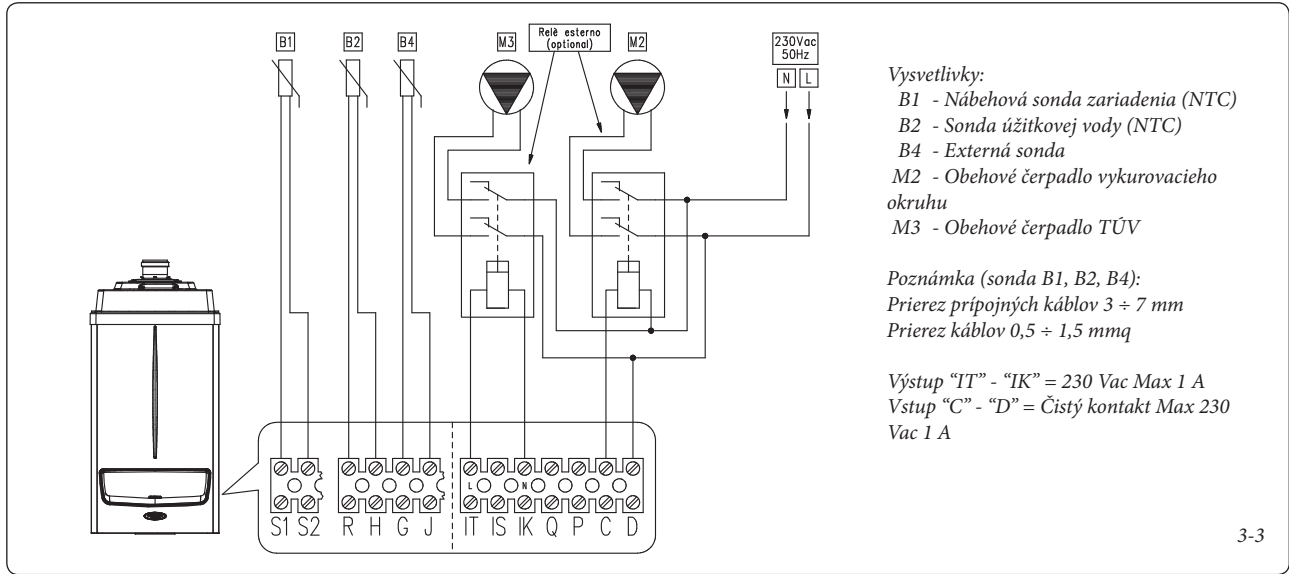 B1
B2
B4
M3
Relè esterno
(optional)
M2
230Vac
50Hz
N
L
Vysvetlivky:
B1 - Nábehová sonda zariadenia (NTC)
B2 - Sonda úžitkovej vody (NTC)
B4 - Externá sonda
M2 - Obehové čerpadlo vykurovacieho
okruhu
M3 - Obehové čerpadlo TÚV
Poznámka (sonda B1, B2, B4):
Prierez prípojných káblov 3 ÷ 7 mm
Prierez káblov 0,5 ÷ 1,5 mmq
Výstup “IT” - “IK” = 230 Vac Max 1 A
Vstup “C” - “D” = Čistý kontakt Max 230
Vac 1 A
L
N
S1 S2 R H G J IT IS IK Q P C D
3-3